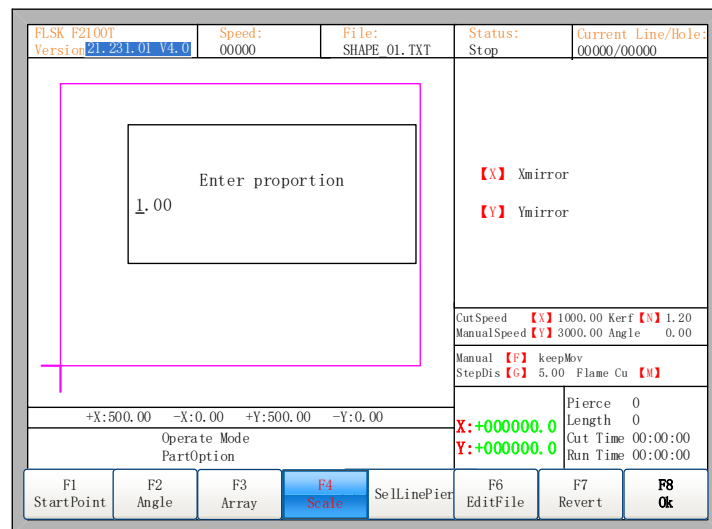 FLSK F2100T
Version 21.231.01 V4.0
Speed:
00000
File:
SHAPE_01.TXT
Status:
Stop
Current Line/Hole:
00000/00000
Enter proportion
1.00
【X】 Xmirror
【Y】 Ymirror
CutSpeed 【X】 1000.00 Kerf 【N】 1.20
ManualSpeed 【Y】 3000.00 Angle 0.00
Manual 【F】 keepMov
StepDis 【G】 5.00 Flame Cu 【M】
+X:500.00 -X:0.00 +Y:500.00 -Y:0.00
Operate Mode
PartOption
X:+000000.0
Y:+000000.0
Pierce 0
Length 0
Cut Time 00:00:00
Run Time 00:00:00
F1
StartPoint
F2
Angle
F3
Array
F4
Scale
SelLinePier
F6
EditFile
F7
Revert
F8
Ok